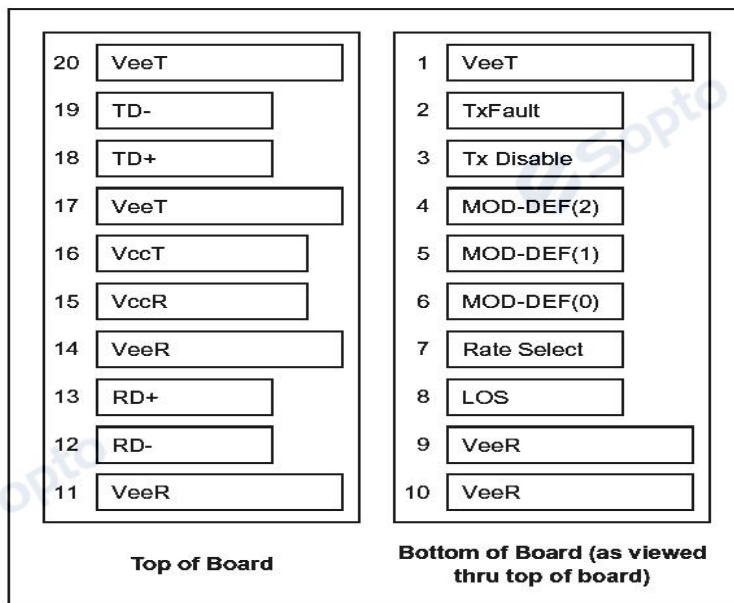 20 VeeT
19 TD-
18 TD+
17 VeeT
16 VccT
15 VccR
14 VeeR
13 RD+
12 RD-
11 VeeR
Top of Board
1 VeeT
2 TxFault
3 Tx Disable
4 MOD-DEF(2)
5 MOD-DEF(1)
6 MOD-DEF(0)
7 Rate Select
8 LOS
9 VeeR
10 VeeR
Bottom of Board (as viewed
thru top of board)
Sopto
opto